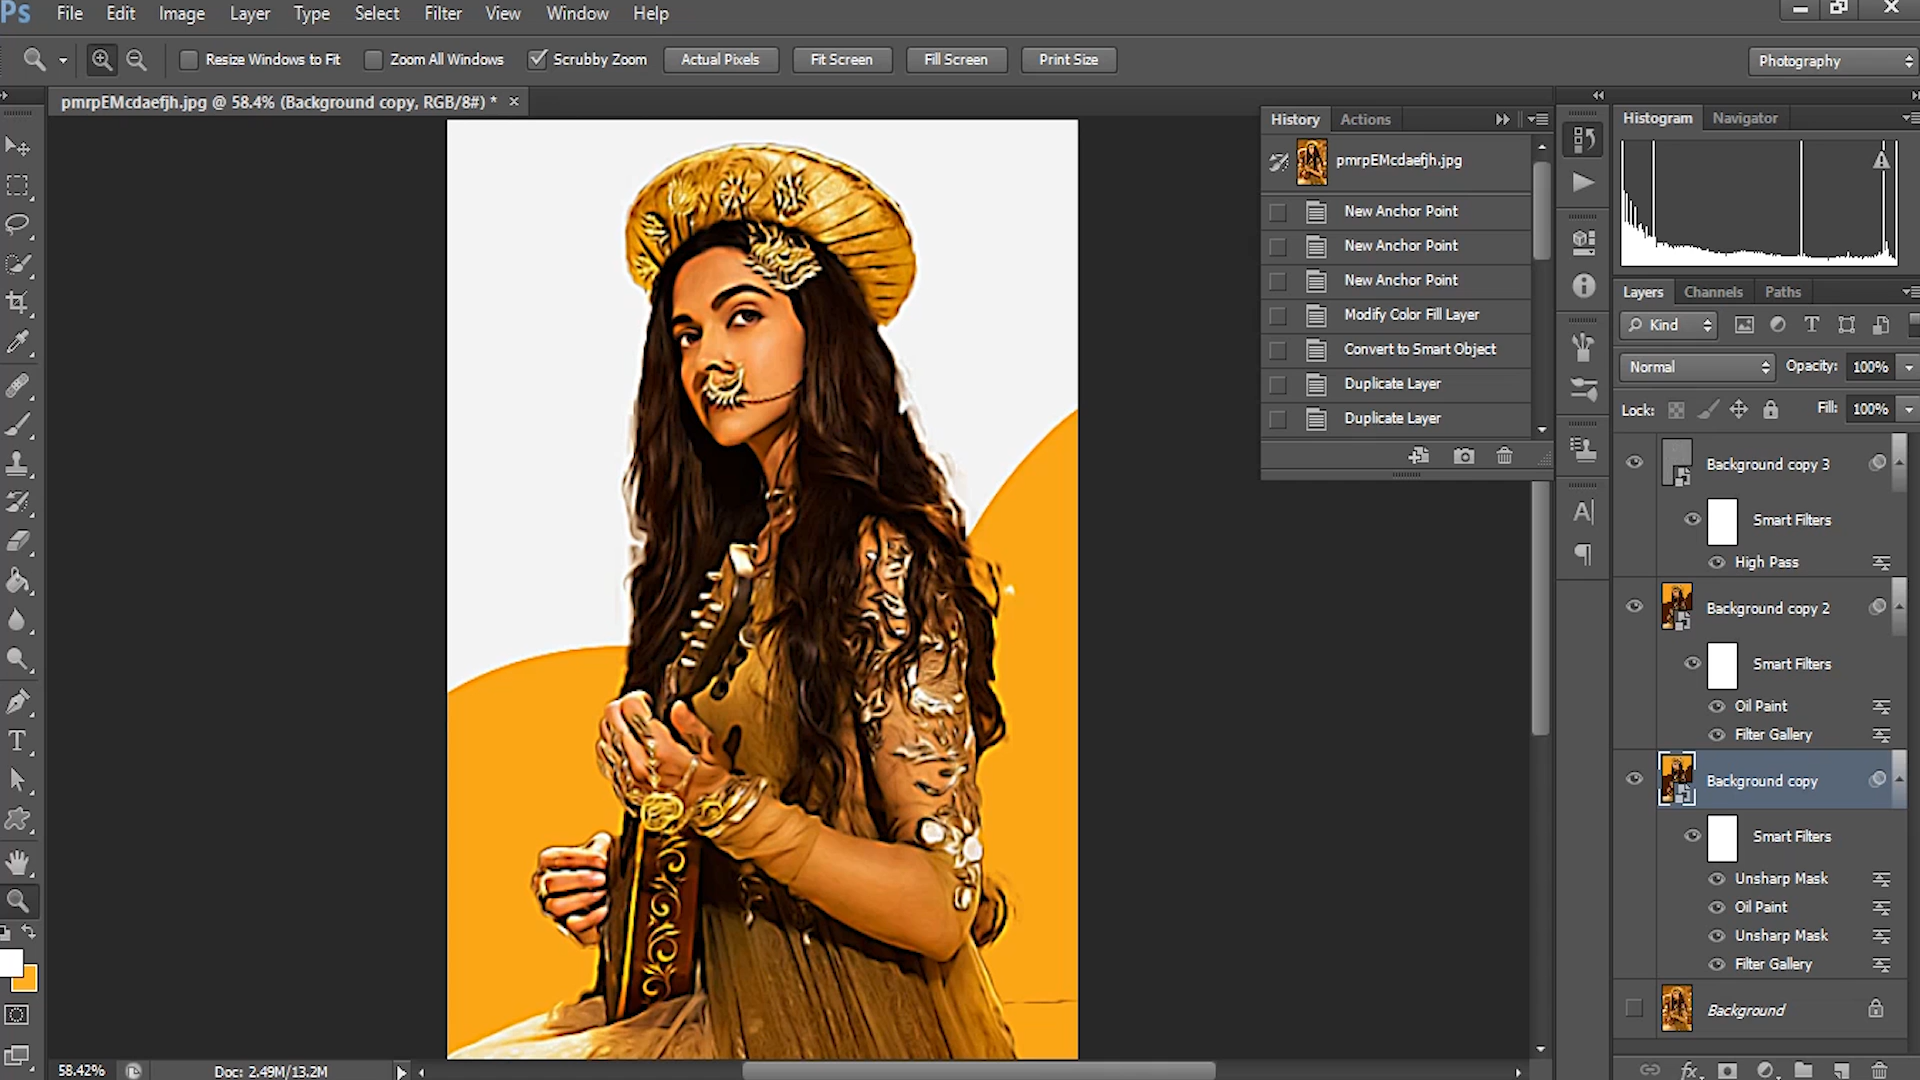 Ps File Edit Image Layer Type Select Filter View Window Help
Resize Windows to Fit Zoom All Windows Scrubby Zoom Actual Pixels Fit Screen Fill Screen Print Size Photography
pmrpEMcdaefjh.jpg @ 58.4% (Background copy, RGB/8#) * ×
History Actions
pmrpEMcdaefjh.jpg
New Anchor Point
New Anchor Point
New Anchor Point
Modify Color Fill Layer
Convert to Smart Object
Duplicate Layer
Duplicate Layer
Histogram Navigator
Layers Channels Paths
Kind
Normal Opacity: 100%
Lock: Fill: 100%
Background copy 3
Smart Filters
High Pass
Background copy 2
Smart Filters
Oil Paint
Filter Gallery
Background copy
Smart Filters
Unsharp Mask
Oil Paint
Unsharp Mask
Filter Gallery
Background
fx
58.42% Doc: 2.49M/13.2M